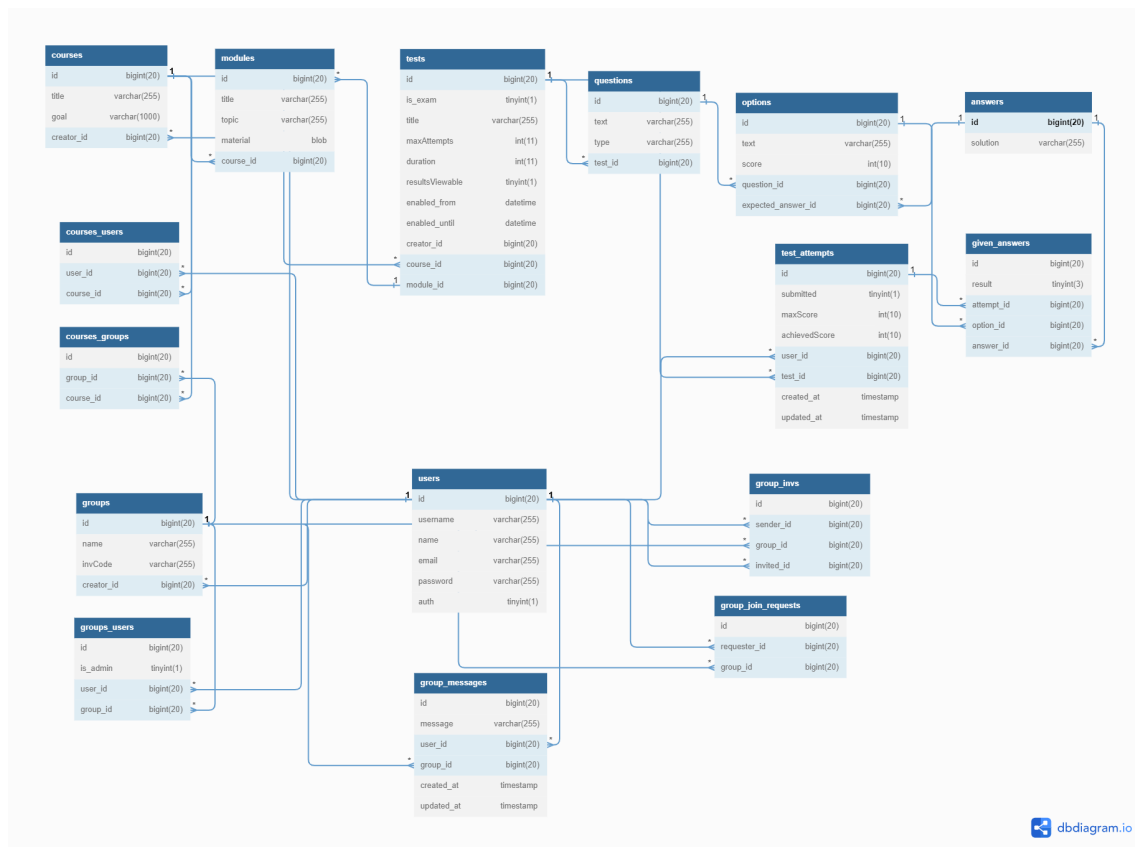 courses
id bigint(20)
title varchar(255)
goal varchar(1000)
creator_id bigint(20)
modules
id bigint(20)
title varchar(255)
topic varchar(255)
material blob
course_id bigint(20)
tests
id bigint(20)
is_exam tinyint(1)
title varchar(255)
maxAttempts int(11)
duration int(11)
resultsViewable tinyint(1)
enabled_from datetime
enabled_until datetime
creator_id bigint(20)
course_id bigint(20)
module_id bigint(20)
questions
id bigint(20)
text varchar(255)
type varchar(255)
test_id bigint(20)
options
id bigint(20)
text varchar(255)
score int(10)
question_id bigint(20)
expected_answer_id bigint(20)
answers
id bigint(20)
solution varchar(255)
courses_users
id bigint(20)
user_id bigint(20)
course_id bigint(20)
test_attempts
id bigint(20)
submitted tinyint(1)
maxScore int(10)
achievedScore int(10)
user_id bigint(20)
test_id bigint(20)
created_at timestamp
updated_at timestamp
given_answers
id bigint(20)
result tinyint(3)
attempt_id bigint(20)
option_id bigint(20)
answer_id bigint(20)
courses_groups
id bigint(20)
group_id bigint(20)
course_id bigint(20)
groups
id bigint(20)
name varchar(255)
invCode varchar(255)
creator_id bigint(20)
users
id bigint(20)
username varchar(255)
name varchar(255)
email varchar(255)
password varchar(255)
auth tinyint(1)
group_invs
id bigint(20)
sender_id bigint(20)
group_id bigint(20)
invited_id bigint(20)
group_join_requests
id bigint(20)
requester_id bigint(20)
group_id bigint(20)
groups_users
id bigint(20)
is_admin tinyint(1)
user_id bigint(20)
group_id bigint(20)
group_messages
id bigint(20)
message varchar(255)
user_id bigint(20)
group_id bigint(20)
created_at timestamp
updated_at timestamp
dbdiagram.io